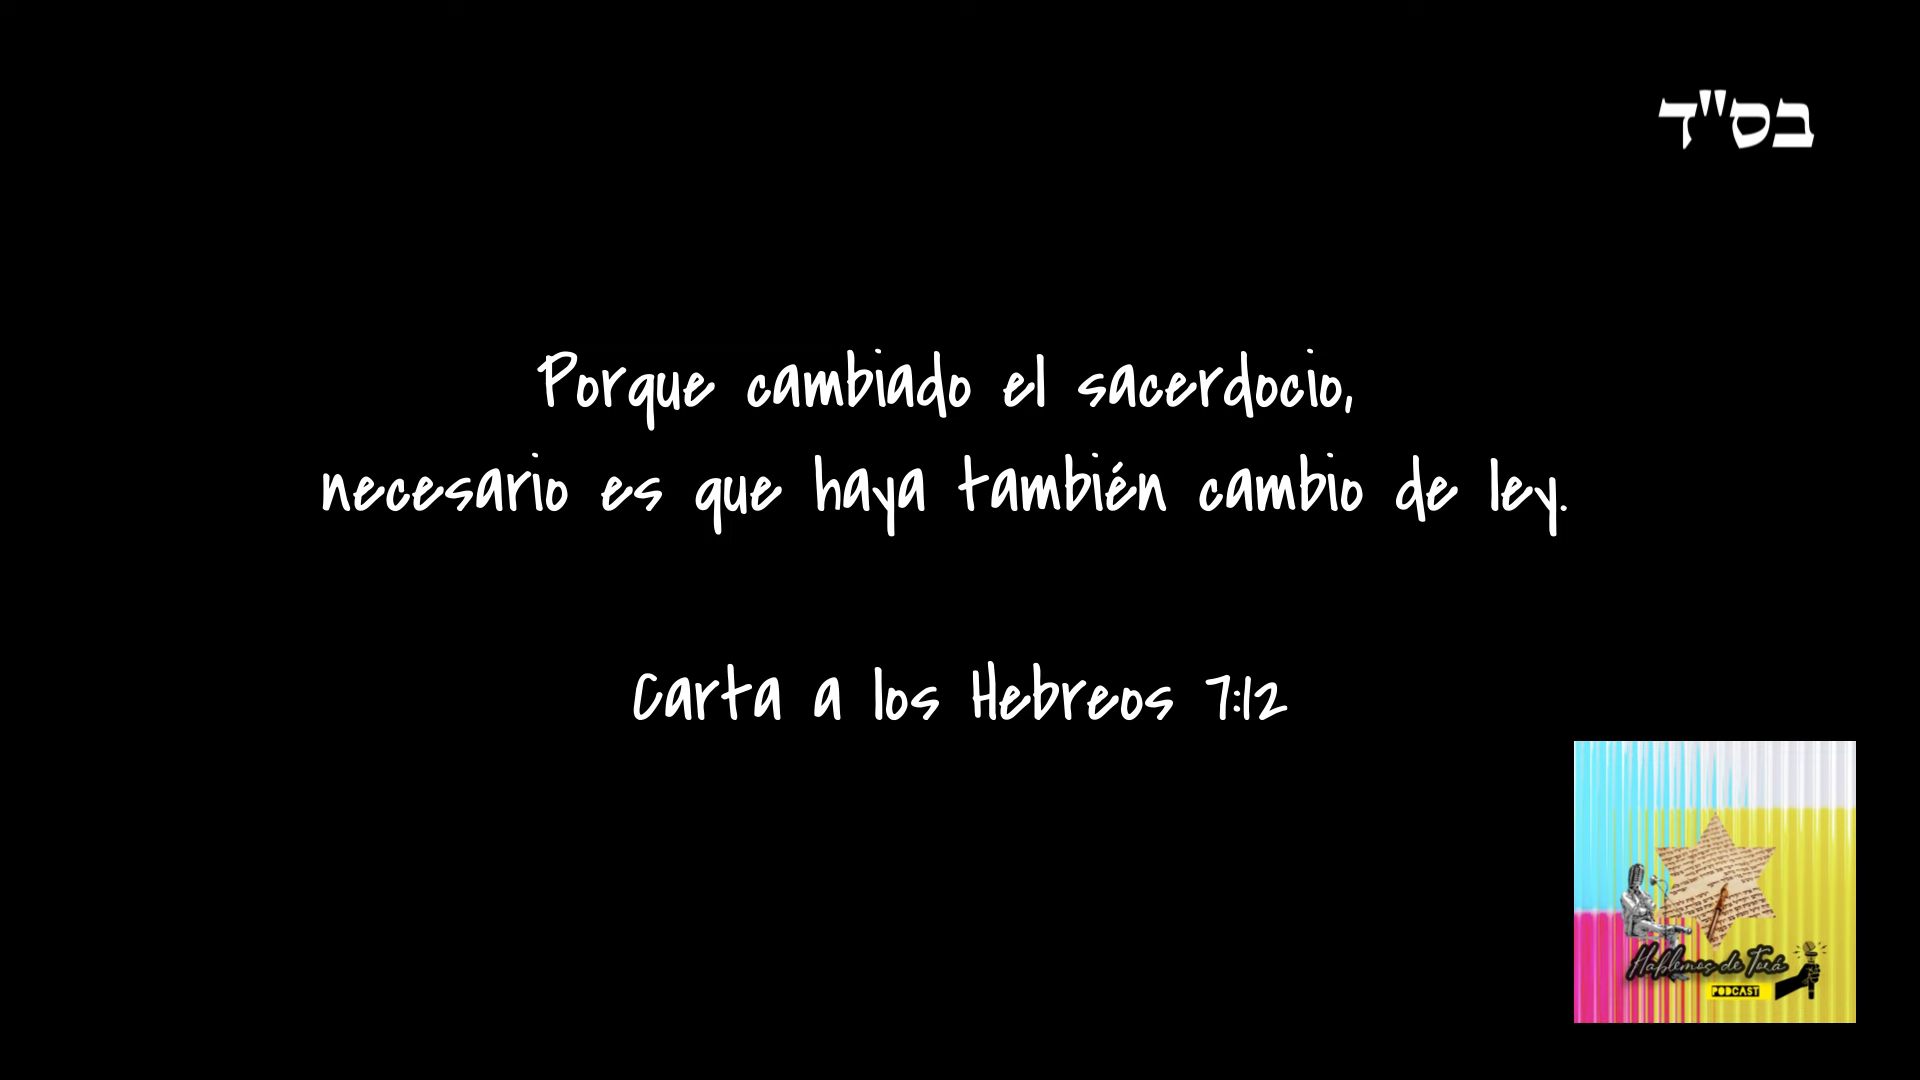 בס"ד
Porque cambiado el sacerdocio,
necesario es que haya también cambio de ley.
Carta a los Hebreos 7:12
Hablemos de Torá
PODCAST